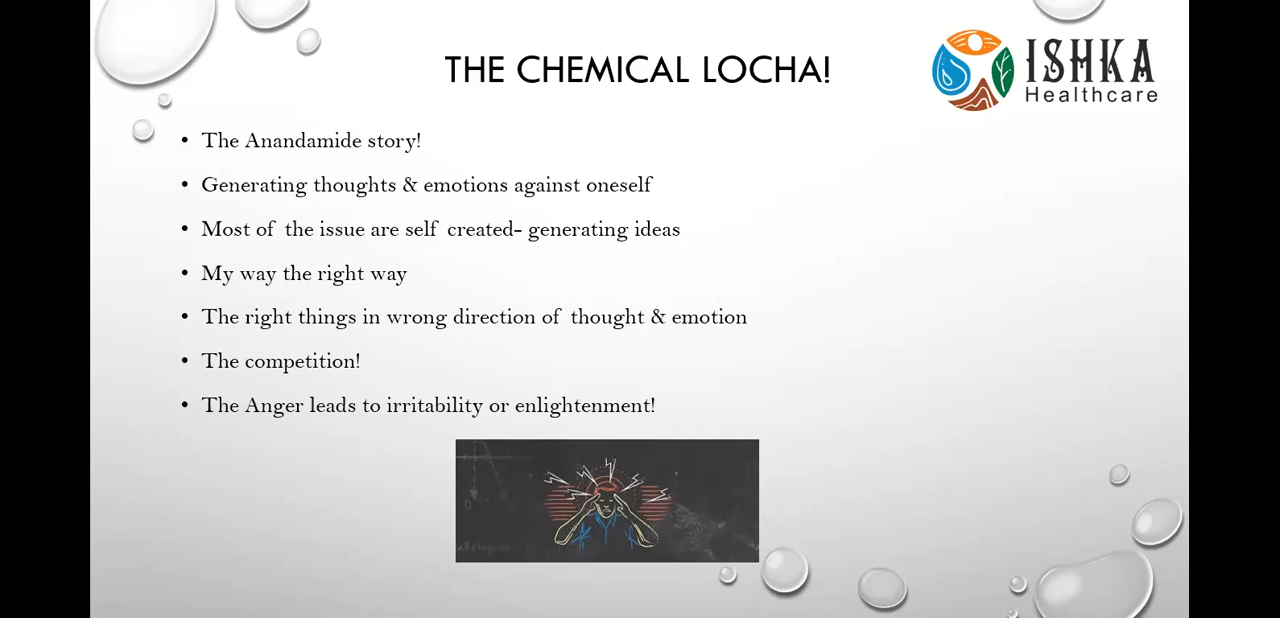 THE CHEMICAL LOCHA!
ISHKA
Healthcare
• The Anandamide story!
• Generating thoughts & emotions against oneself
• Most of the issue are self created- generating ideas
• My way the right way
• The right things in wrong direction of thought & emotion
• The competition!
• The Anger leads to irritability or enlightenment!